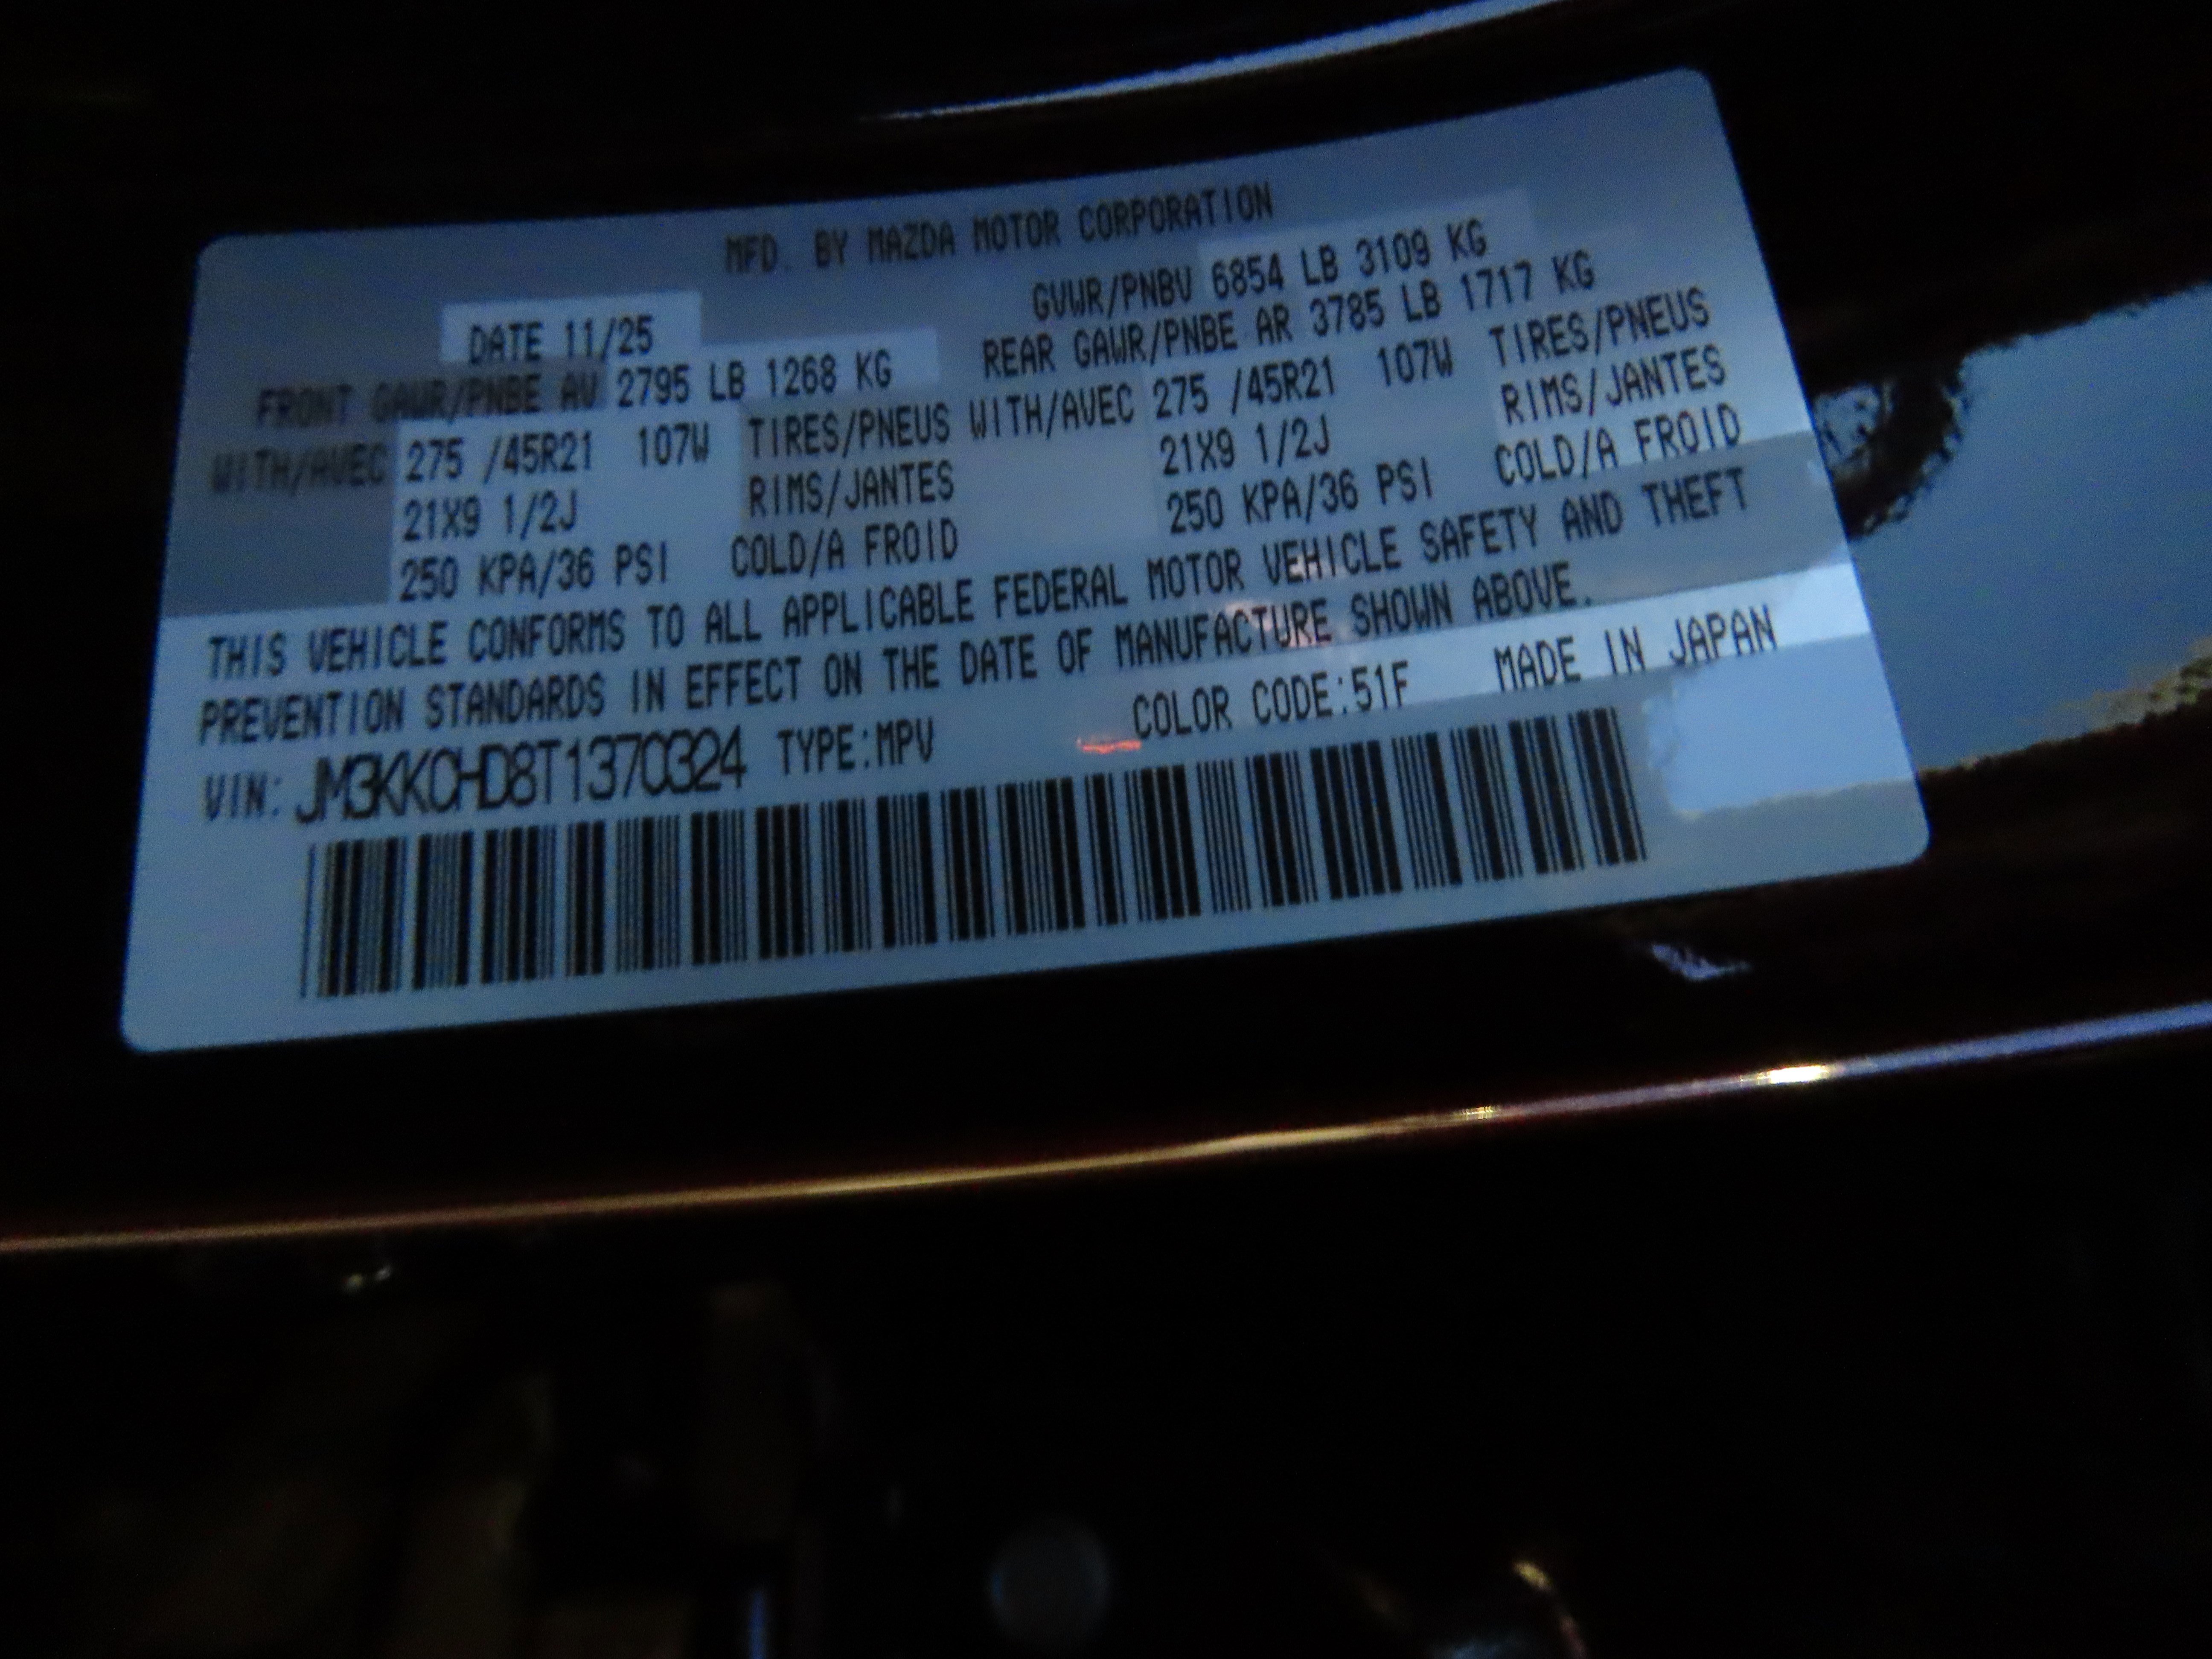 MFD. BY MAZDA MOTOR CORPORATION
DATE 11/25 GVWR/PNBV 6854 LB 3109 KG
FRONT GAWR/PNBE AV 2795 LB 1268 KG REAR GAWR/PNBE AR 3785 LB 1717 KG
WITH/AVEC 275 /45R21 107W TIRES/PNEUS WITH/AVEC 275 /45R21 107W TIRES/PNEUS
21X9 1/2J RIMS/JANTES 21X9 1/2J RIMS/JANTES
250 KPA/36 PSI COLD/A FROID 250 KPA/36 PSI COLD/A FROID
THIS VEHICLE CONFORMS TO ALL APPLICABLE FEDERAL MOTOR VEHICLE SAFETY AND THEFT
PREVENTION STANDARDS IN EFFECT ON THE DATE OF MANUFACTURE SHOWN ABOVE.
VIN: JM3KKCHD8T1370324 TYPE:MPV COLOR CODE:51F MADE IN JAPAN